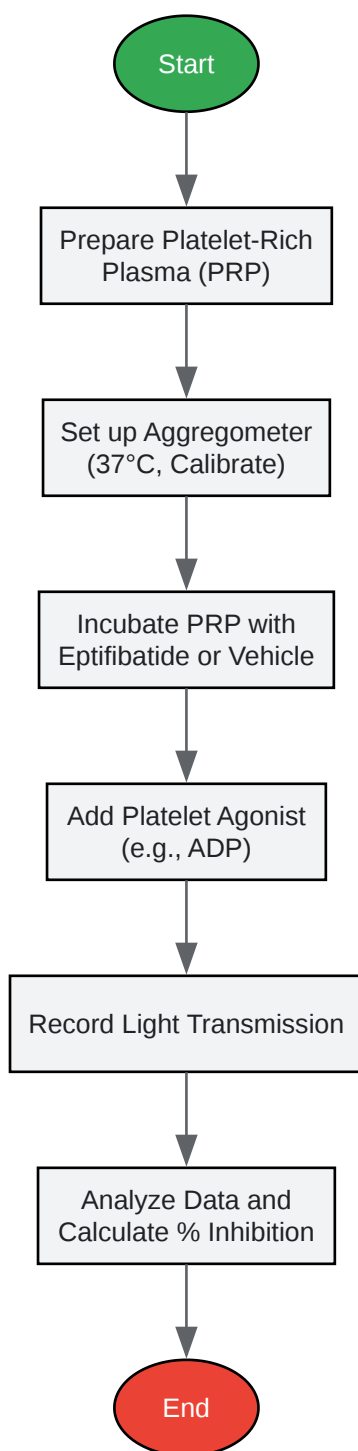 Start
Prepare Platelet-Rich
Plasma (PRP)
Set up Aggregometer
(37°C, Calibrate)
Incubate PRP with
Eptifibatide or Vehicle
Add Platelet Agonist
(e.g., ADP)
Record Light Transmission
Analyze Data and
Calculate % Inhibition
End